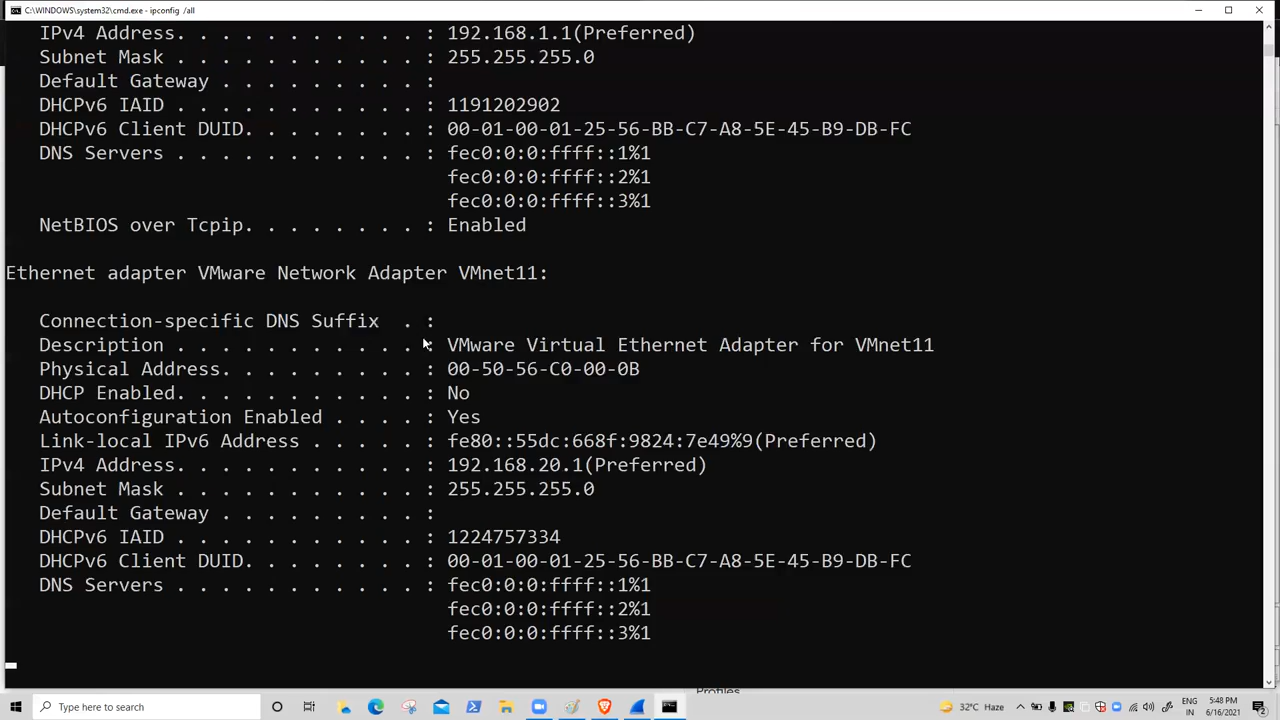 C:\WINDOWS\system32\cmd.exe - ipconfig /all
IPv4 Address. . . . . . . . . . . : 192.168.1.1(Preferred)
Subnet Mask . . . . . . . . . . . : 255.255.255.0
Default Gateway . . . . . . . . . :
DHCPv6 IAID . . . . . . . . . . . : 1191202902
DHCPv6 Client DUID. . . . . . . . : 00-01-00-01-25-56-BB-C7-A8-5E-45-B9-DB-FC
DNS Servers . . . . . . . . . . . : fec0:0:0:ffff::1%1
fec0:0:0:ffff::2%1
fec0:0:0:ffff::3%1
NetBIOS over Tcpip. . . . . . . . : Enabled
Ethernet adapter VMware Network Adapter VMnet11:
Connection-specific DNS Suffix . :
Description . . . . . . . . . . . : VMware Virtual Ethernet Adapter for VMnet11
Physical Address. . . . . . . . . : 00-50-56-C0-00-0B
DHCP Enabled. . . . . . . . . . . : No
Autoconfiguration Enabled . . . . : Yes
Link-local IPv6 Address . . . . . : fe80::55dc:668f:9824:7e49%9(Preferred)
IPv4 Address. . . . . . . . . . . : 192.168.20.1(Preferred)
Subnet Mask . . . . . . . . . . . : 255.255.255.0
Default Gateway . . . . . . . . . :
DHCPv6 IAID . . . . . . . . . . . : 1224757334
DHCPv6 Client DUID. . . . . . . . : 00-01-00-01-25-56-BB-C7-A8-5E-45-B9-DB-FC
DNS Servers . . . . . . . . . . . : fec0:0:0:ffff::1%1
fec0:0:0:ffff::2%1
fec0:0:0:ffff::3%1
Profiles
Type here to search
32°C Haze
ENG
IN
5:48 PM
6/16/2021
2